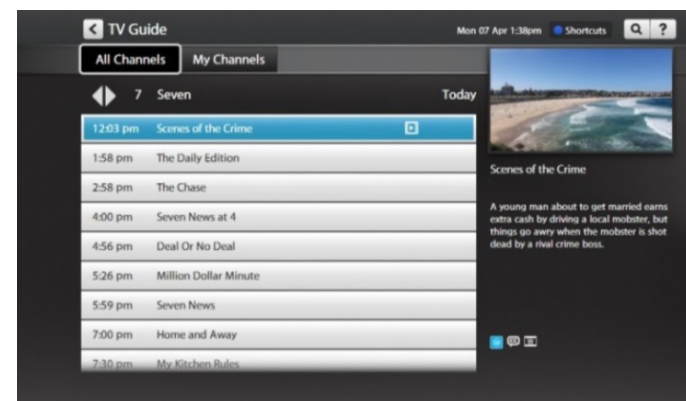 TV Guide
Mon 07 Apr 1:38pm Shortcuts ?
All Channels My Channels
7 Seven Today
12:03 pm Scenes of the Crime
1:58 pm The Daily Edition
2:58 pm The Chase
4:00 pm Seven News at 4
4:56 pm Deal Or No Deal
5:26 pm Million Dollar Minute
5:59 pm Seven News
7:00 pm Home and Away
7:30 pm My Kitchen Rules
Scenes of the Crime
A young man about to get married earns
extra cash by driving a local mobster, but
things go awry when the mobster is shot
dead by a rival crime boss.